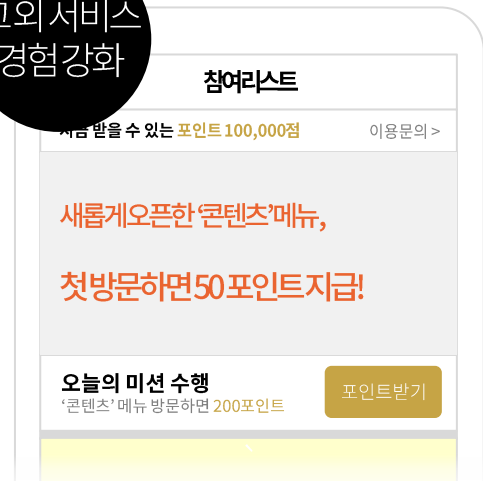 외 서비스
경험 강화
참여리스트
지금 받을 수 있는 포인트 100,000점
이용문의 >
새롭게 오픈한 ‘콘텐츠’ 메뉴,
첫 방문하면 50 포인트 지급!
오늘의 미션 수행
‘콘텐츠’ 메뉴 방문하면 200포인트
포인트받기